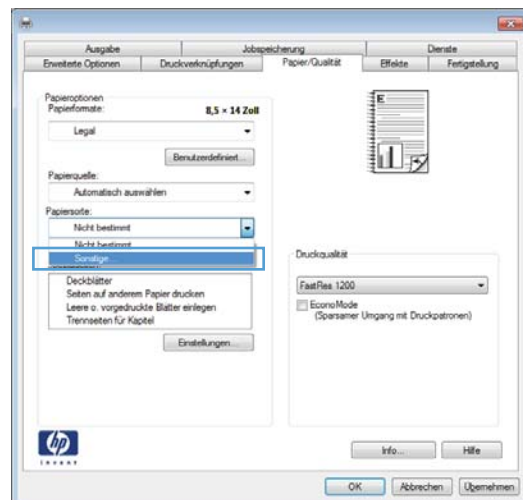 Ausgabe
Jobspeicherung
Dienste
Erweiterte Optionen
Druckverknüpfungen
Papier/Qualität
Effekte
Fertigstellung
Papieroptionen
Papierformate:
8,5 × 14 Zoll
Legal
Benutzerdefiniert...
Papierquelle:
Automatisch auswählen
Papiersorte:
Nicht bestimmt
Nicht bestimmt
Sonstige...
Deckblätter
Seiten auf anderem Papier drucken
Leere o. vorgedruckte Blätter einlegen
Trennseiten für Kapitel
Einstellungen...
E
Druckqualität
FastRes 1200
EconoMode
(Sparsamer Umgang mit Druckpatronen)
hp
invent
Info...
Hilfe
OK
Abbrechen
Übernehmen